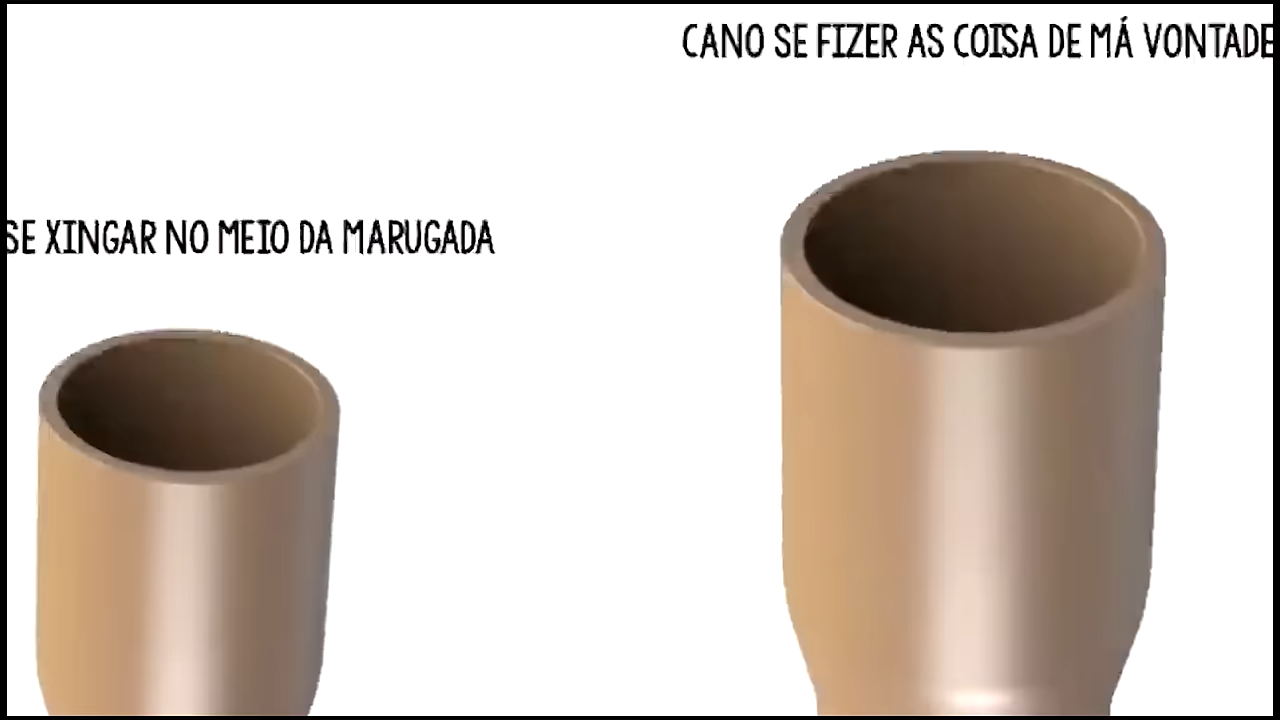 CANO SE FIZER AS COISA DE MÁ VONTADE
SE XINGAR NO MEIO DA MARUGADA